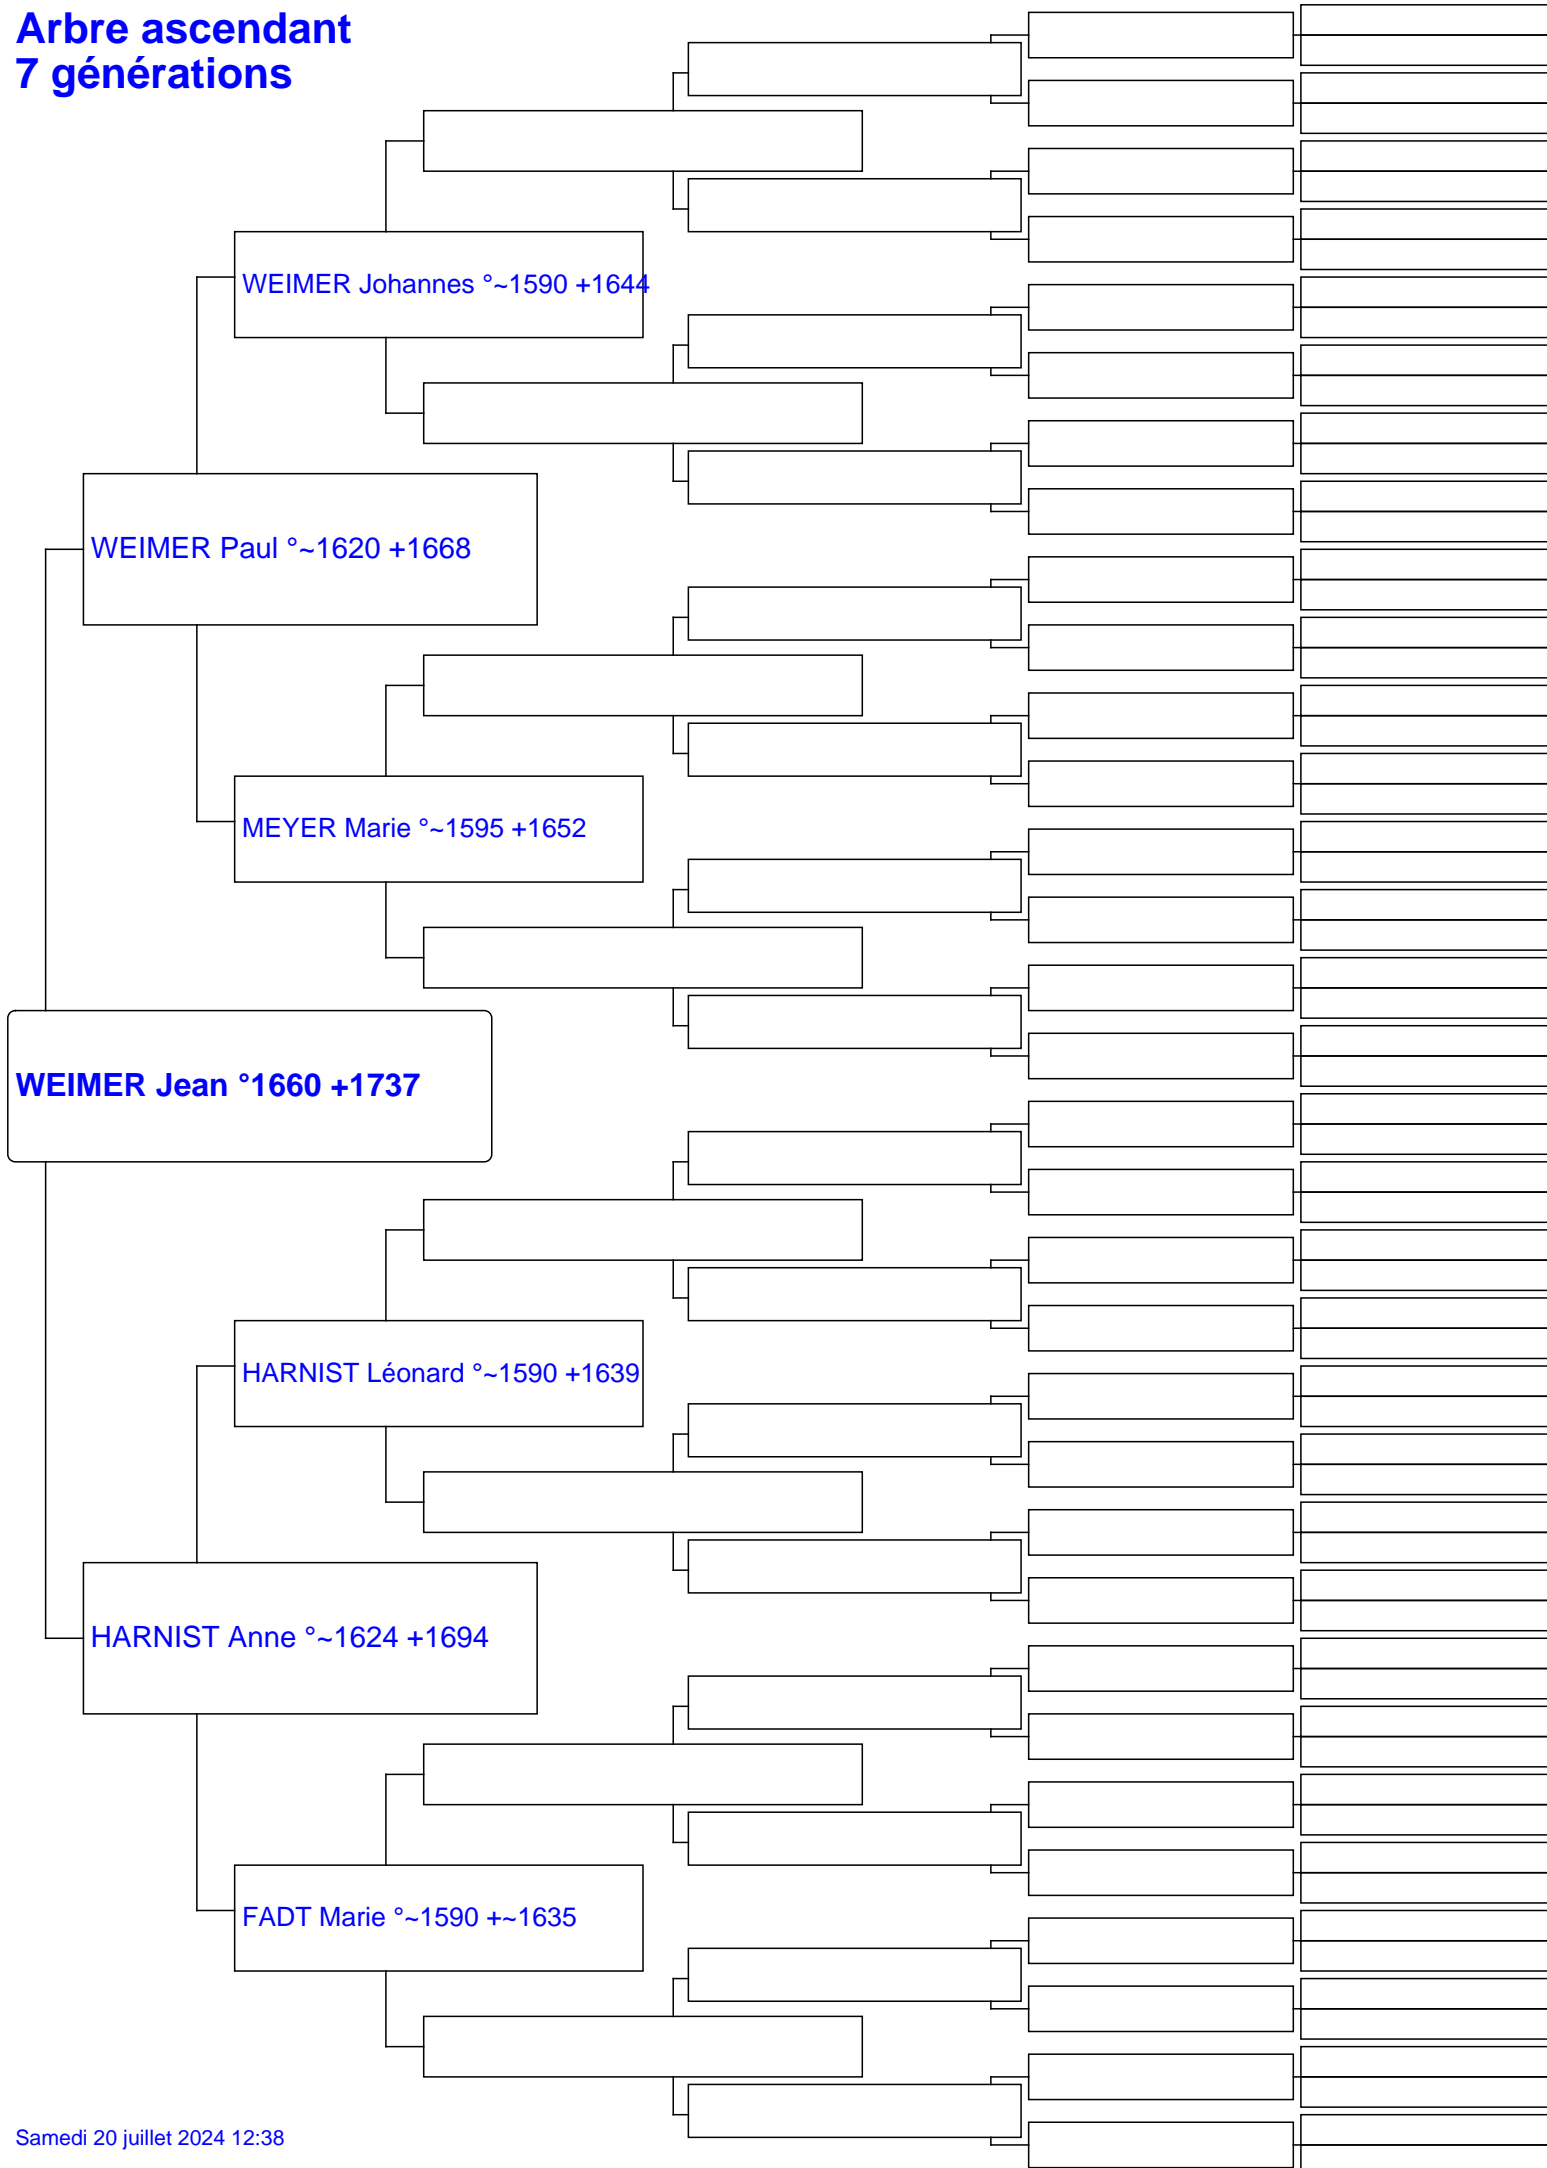 Arbre ascendant
7 générations
WEIMER Johannes °~1590 +1644
WEIMER Paul °~1620 +1668
MEYER Marie °~1595 +1652
WEIMER Jean °1660 +1737
HARNIST Léonard °~1590 +1639
HARNIST Anne °~1624 +1694
FADT Marie °~1590 +~1635
Samedi 20 juillet 2024 12:38